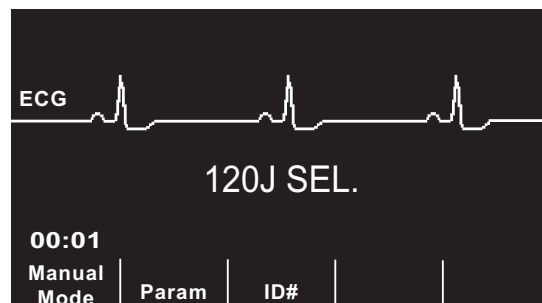 ECG
120J SEL.
00:01
Manual
Mode Param ID#